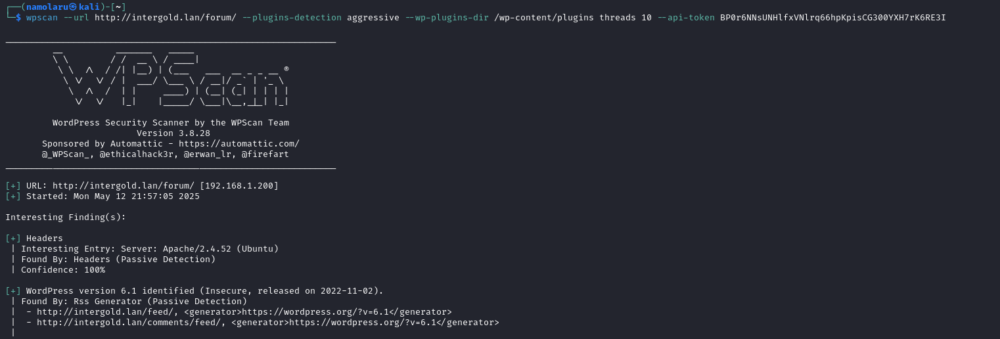 ┌──(namolaru㉿kali)-[~]
└─$ wpscan --url http://intergold.lan/forum/ --plugins-detection aggressive --wp-plugins-dir /wp-content/plugins threads 10 --api-token BP0r6NNsUNHlfxVNlrq66hpKpisCG300YXH7rK6RE3I
_______________________________________________________________
         __          _______   _____
         \ \        / /  __ \ / ____|
          \ \  /\  / /| |__) | (___   ___  __ _ _ __ ®
           \ \/  \/ / |  ___/ \___ \ / __|/ _` | '_ \
            \  /\  /  | |     ____) | (__| (_| | | | |
             \/  \/   |_|    |_____/ \___|\__,_|_| |_|

         WordPress Security Scanner by the WPScan Team
                         Version 3.8.28
       Sponsored by Automattic - https://automattic.com/
       @_WPScan_, @ethicalhack3r, @erwan_lr, @firefart
_______________________________________________________________

[+] URL: http://intergold.lan/forum/ [192.168.1.200]
[+] Started: Mon May 12 21:57:05 2025

Interesting Finding(s):

[+] Headers
 | Interesting Entry: Server: Apache/2.4.52 (Ubuntu)
 | Found By: Headers (Passive Detection)
 | Confidence: 100%

[+] WordPress version 6.1 identified (Insecure, released on 2022-11-02).
 | Found By: Rss Generator (Passive Detection)
 |  - http://intergold.lan/feed/, <generator>https://wordpress.org/?v=6.1</generator>
 |  - http://intergold.lan/comments/feed/, <generator>https://wordpress.org/?v=6.1</generator>
 |